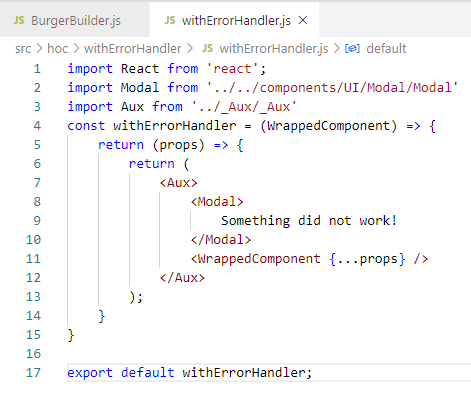 JS BurgerBuilder.js JS withErrorHandler.js ×
src > hoc > withErrorHandler > JS withErrorHandler.js > default
1 import React from 'react';
2 import Modal from '../../components/UI/Modal/Modal'
3 import Aux from '../_Aux/_Aux'
4 const withErrorHandler = (WrappedComponent) => {
5     return (props) => {
6         return (
7             <Aux>
8                 <Modal>
9                     Something did not work!
10                 </Modal>
11                 <WrappedComponent {...props} />
12             </Aux>
13         );
14     }
15 }
16
17 export default withErrorHandler;